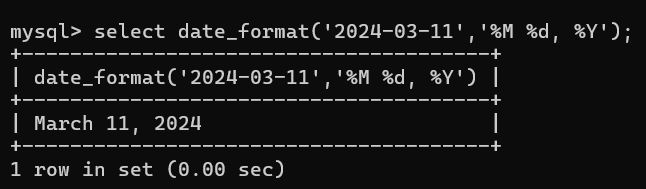 mysql> select date_format('2024-03-11','%M %d, %Y');
+---------------------------------------+
| date_format('2024-03-11','%M %d, %Y') |
+---------------------------------------+
| March 11, 2024                        |
+---------------------------------------+
1 row in set (0.00 sec)